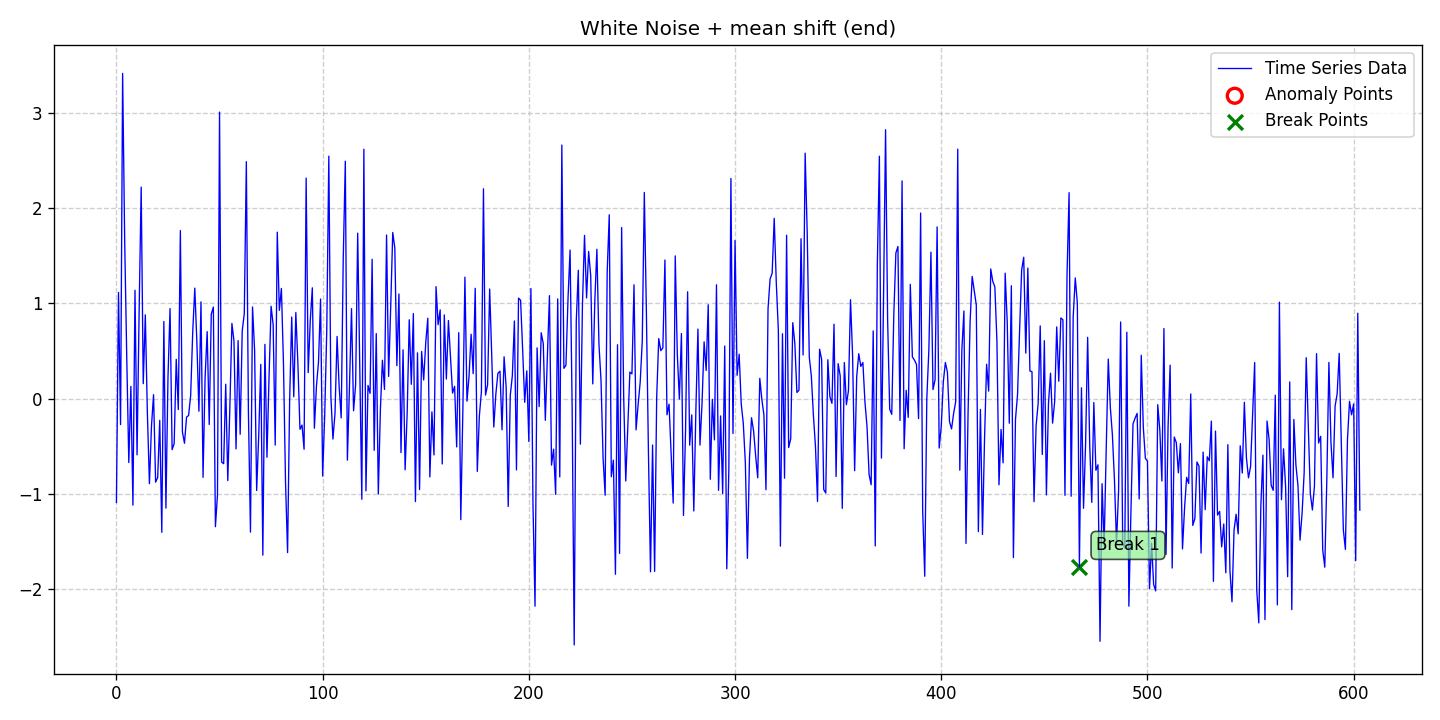 White Noise + mean shift (end)
Time Series Data
Anomaly Points
Break Points
3
2
1
0
−1
−2
Break 1
0
100
200
300
400
500
600